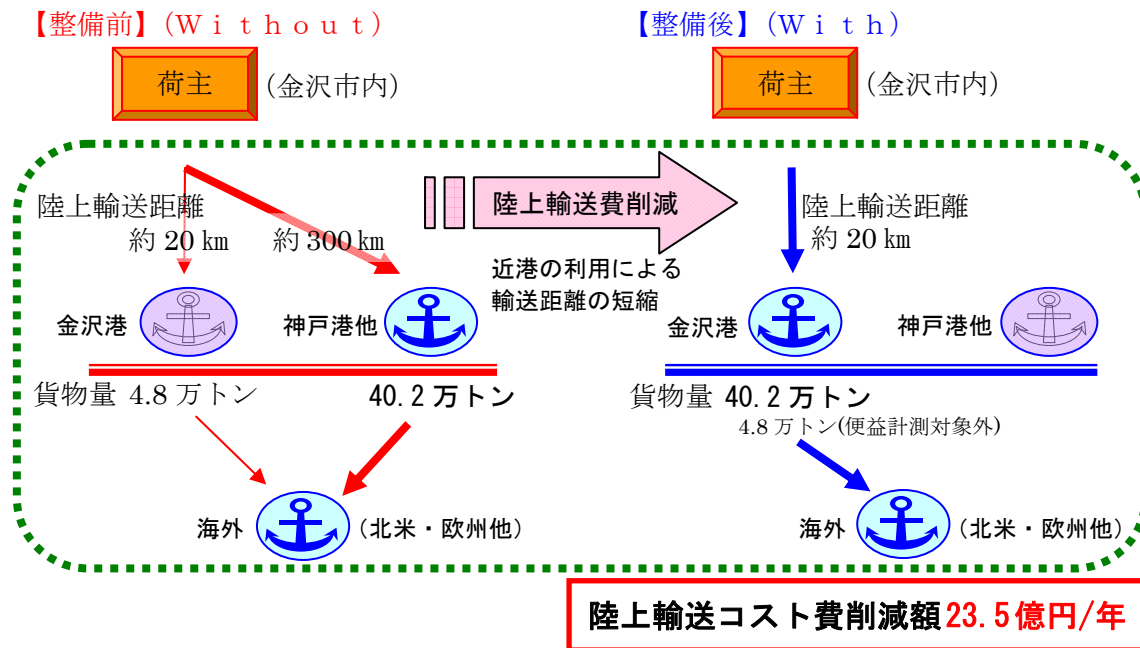 【整備前】(Without)
荷主
(金沢市内)
陸上輸送距離
約 20 ㎞
約 300 ㎞
金沢港
神戸港他
貨物量 4.8 万トン
40.2 万トン
海外
(北米・欧州他)
陸上輸送費削減
近港の利用による
輸送距離の短縮
【整備後】(With)
荷主
(金沢市内)
陸上輸送距離
約 20 ㎞
金沢港
神戸港他
貨物量 40.2 万トン
4.8 万トン(便益計測対象外)
海外
(北米・欧州他)
陸上輸送コスト費削減額23.5億円/年